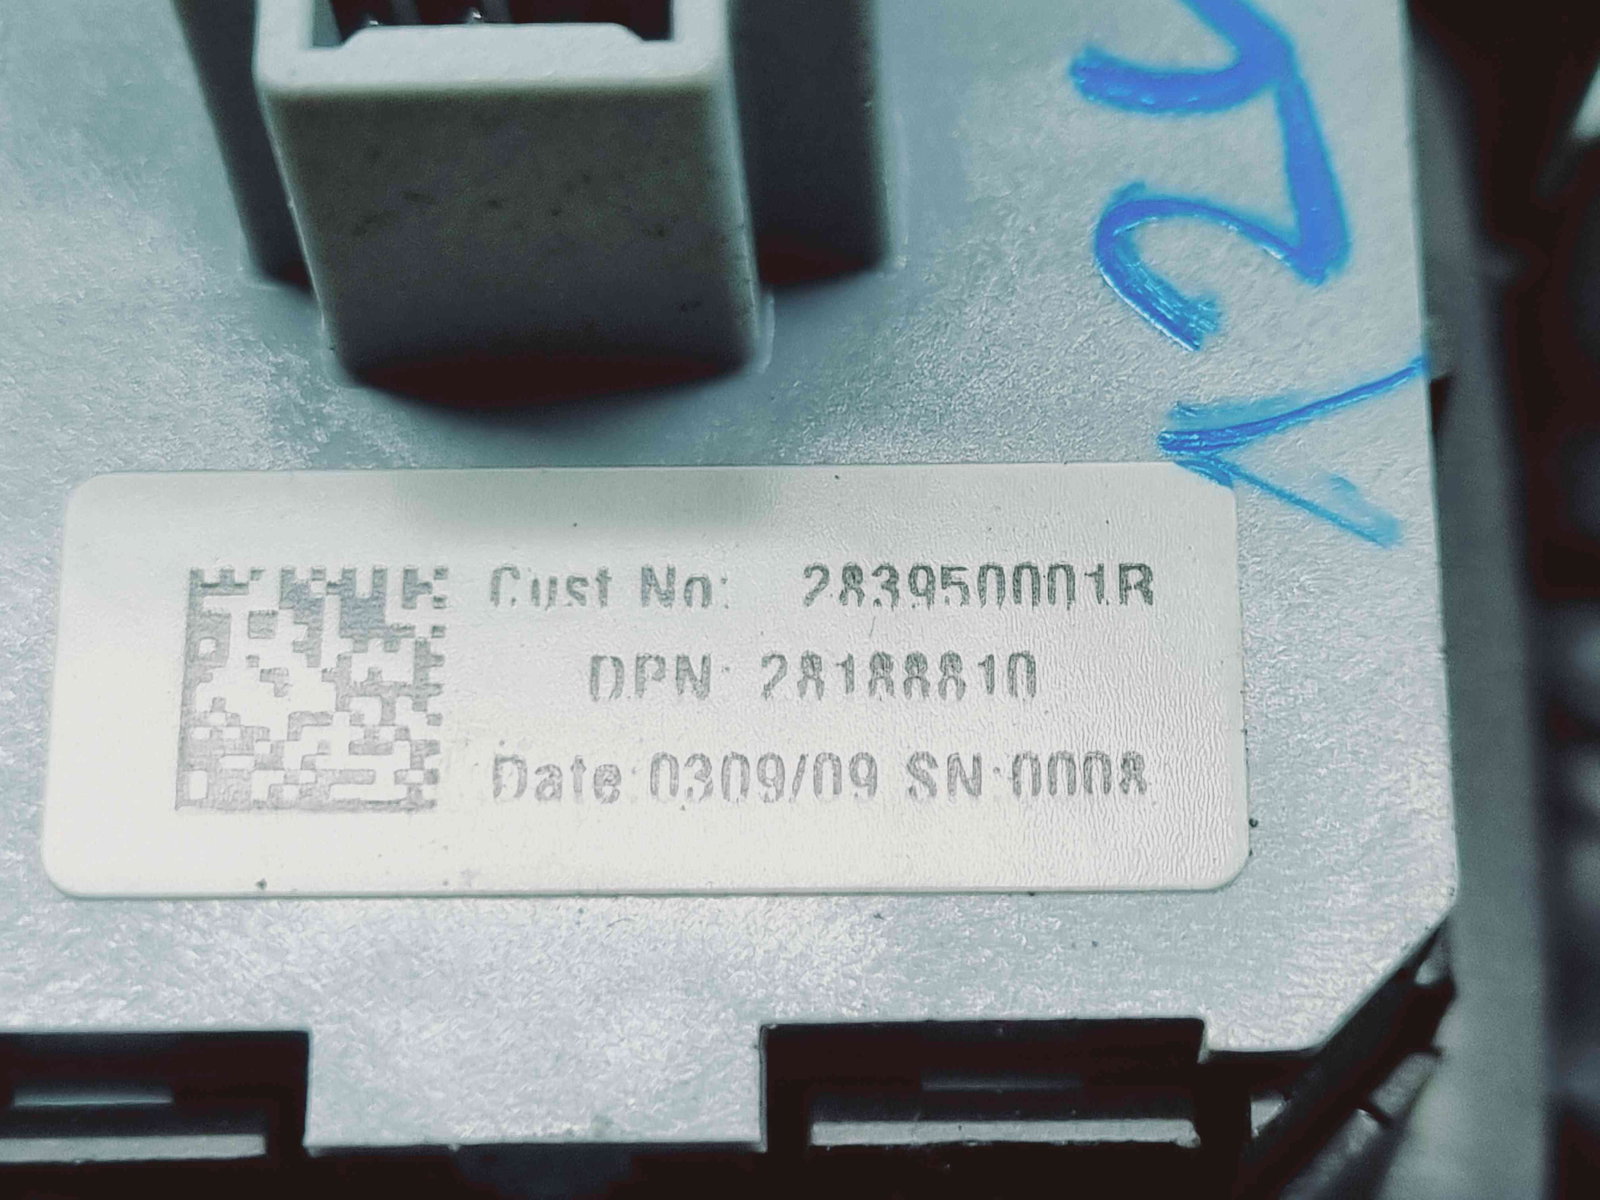 Cust No: 283950001R
DPN: 28188810
Date:0309/09 SN:0008